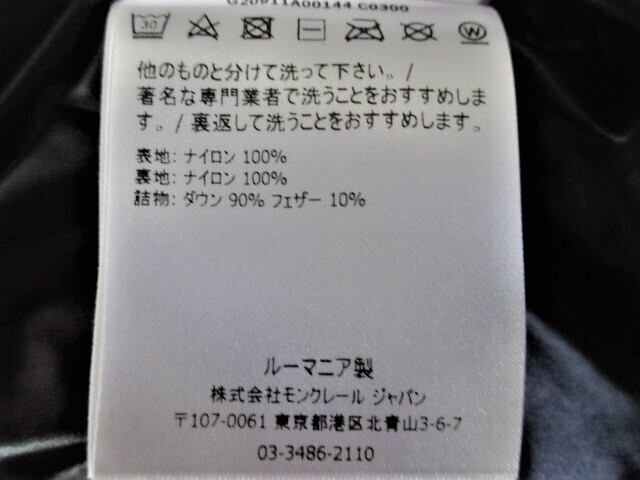 G20911A00144 C0300
30
W
他のものと分けて洗って下さい。/
著名な専門業者で洗うことをおすすめしま
す。/ 裏返して洗うことをおすすめします。
表地: ナイロン 100%
裏地: ナイロン 100%
詰物: ダウン 90% フェザー 10%
ルーマニア製
株式会社モンクレール ジャパン
〒107-0061 東京都港区北青山3-6-7
03-3486-2110